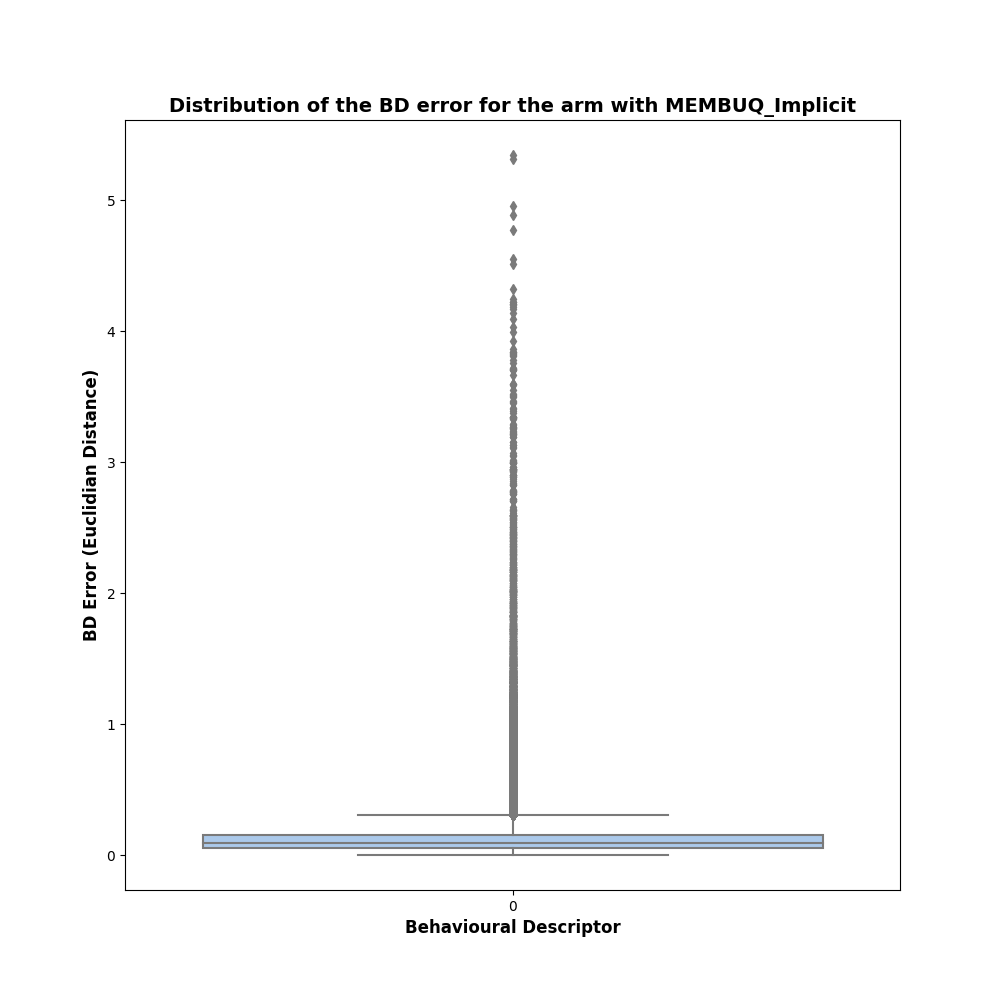 Distribution of the BD error for the arm with MEMBUQ_Implicit
5
4
3
2
1
0
BD Error (Euclidian Distance)
0
Behavioural Descriptor